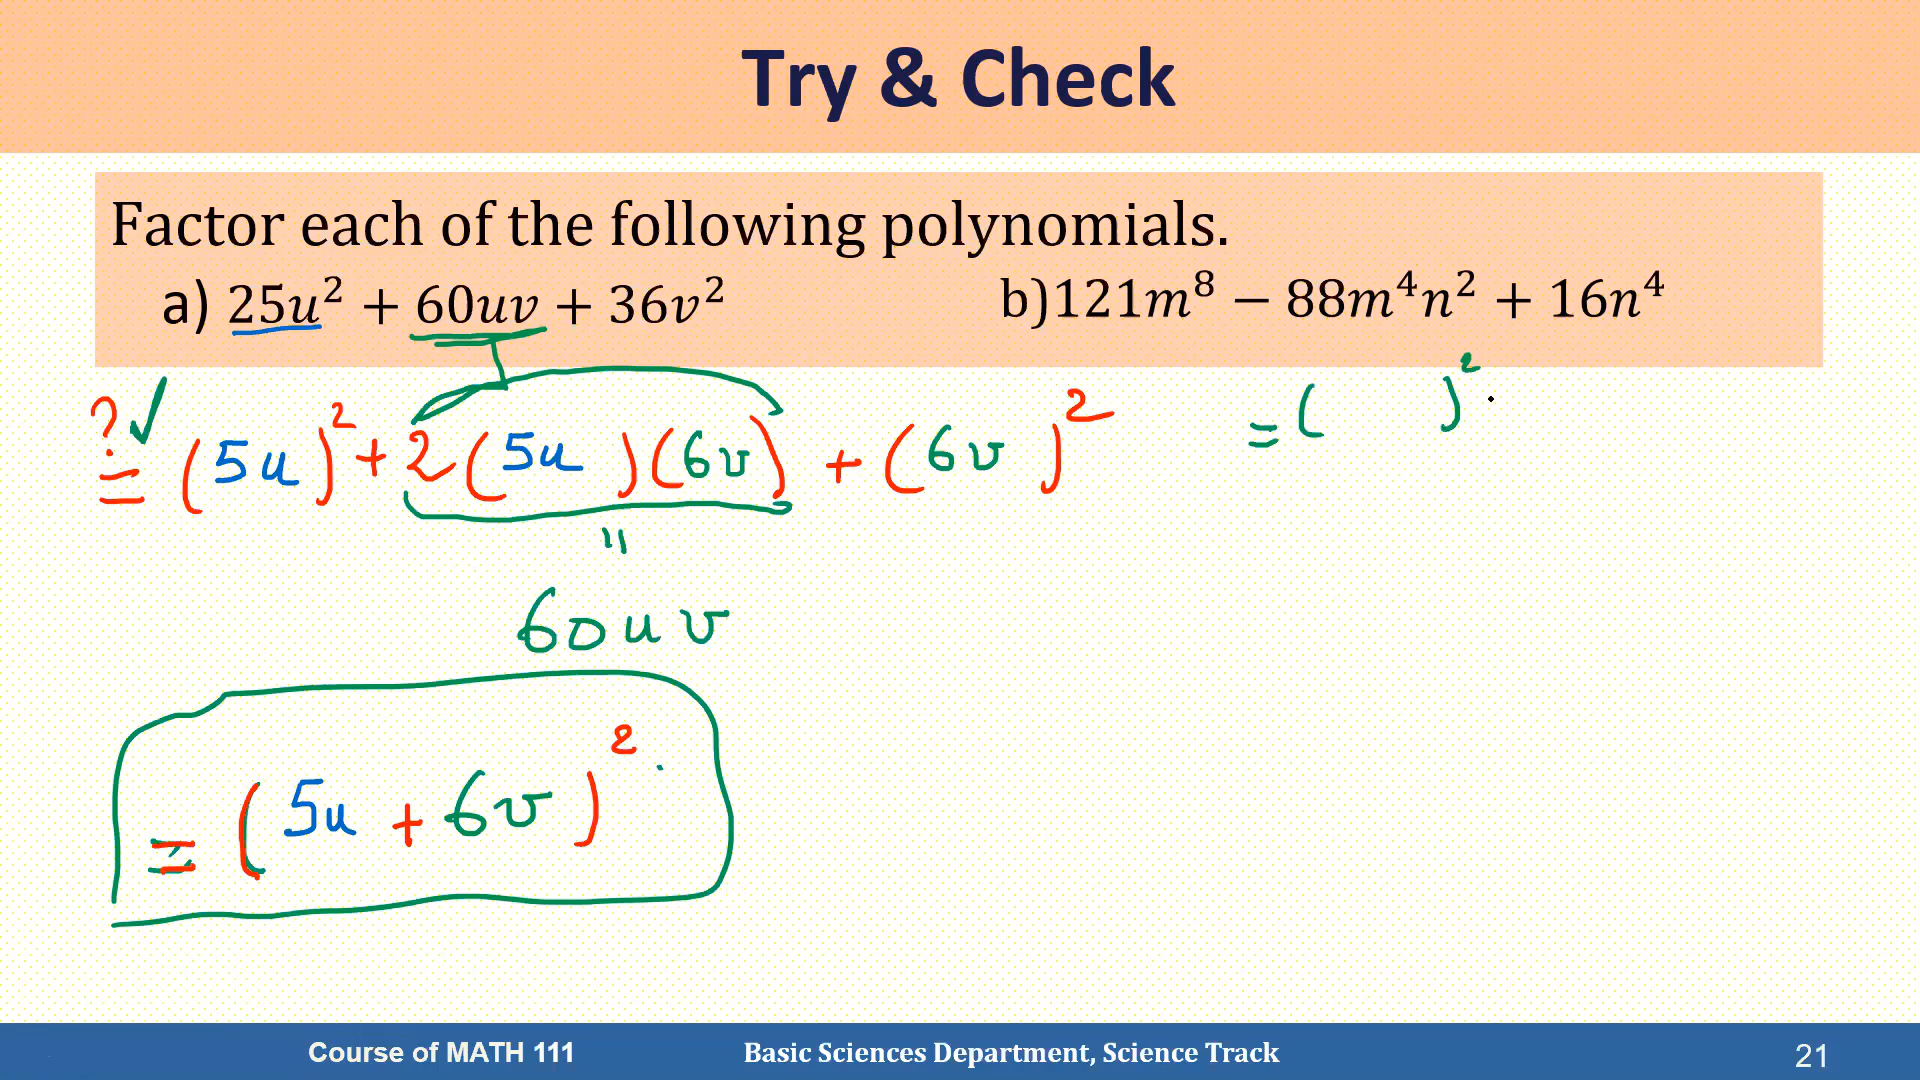 Try & Check
Factor each of the following polynomials.
a) 25u² + 60uv + 36v²
b)121m⁸ − 88m⁴n² + 16n⁴
? ✓
= (5u)² + 2(5u)(6v) + (6v)²
= ( )²
"
60uv
= (5u + 6v)²
Course of MATH 111
Basic Sciences Department, Science Track
21